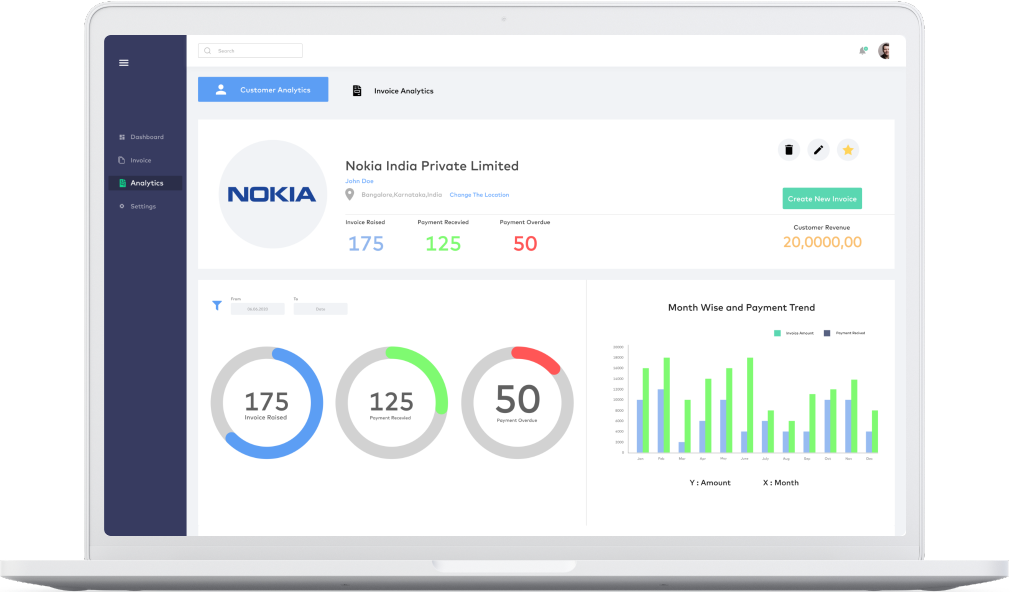 Search
Customer Analytics
Invoice Analytics
Dashboard
Invoice
Analytics
Settings
NOKIA
Nokia India Private Limited
John Doe
Bangalore,Karnataka,India Change The Location
Invoice Raised Payment Recevied Payment Overdue
175 125 50
Create New Invoice
Customer Revenue
20,0000,00
From To
Date
175
Invoice Raised
125
Payment Recevied
50
Payment Overdue
Month Wise and Payment Trend
Invoice Amount Payment Recived
20000
18000
16000
14000
12000
10000
8000
6000
4000
2000
0
Jan Feb Mar Apr May June July Aug Sep Oct Nov Dec
Y : Amount X : Month